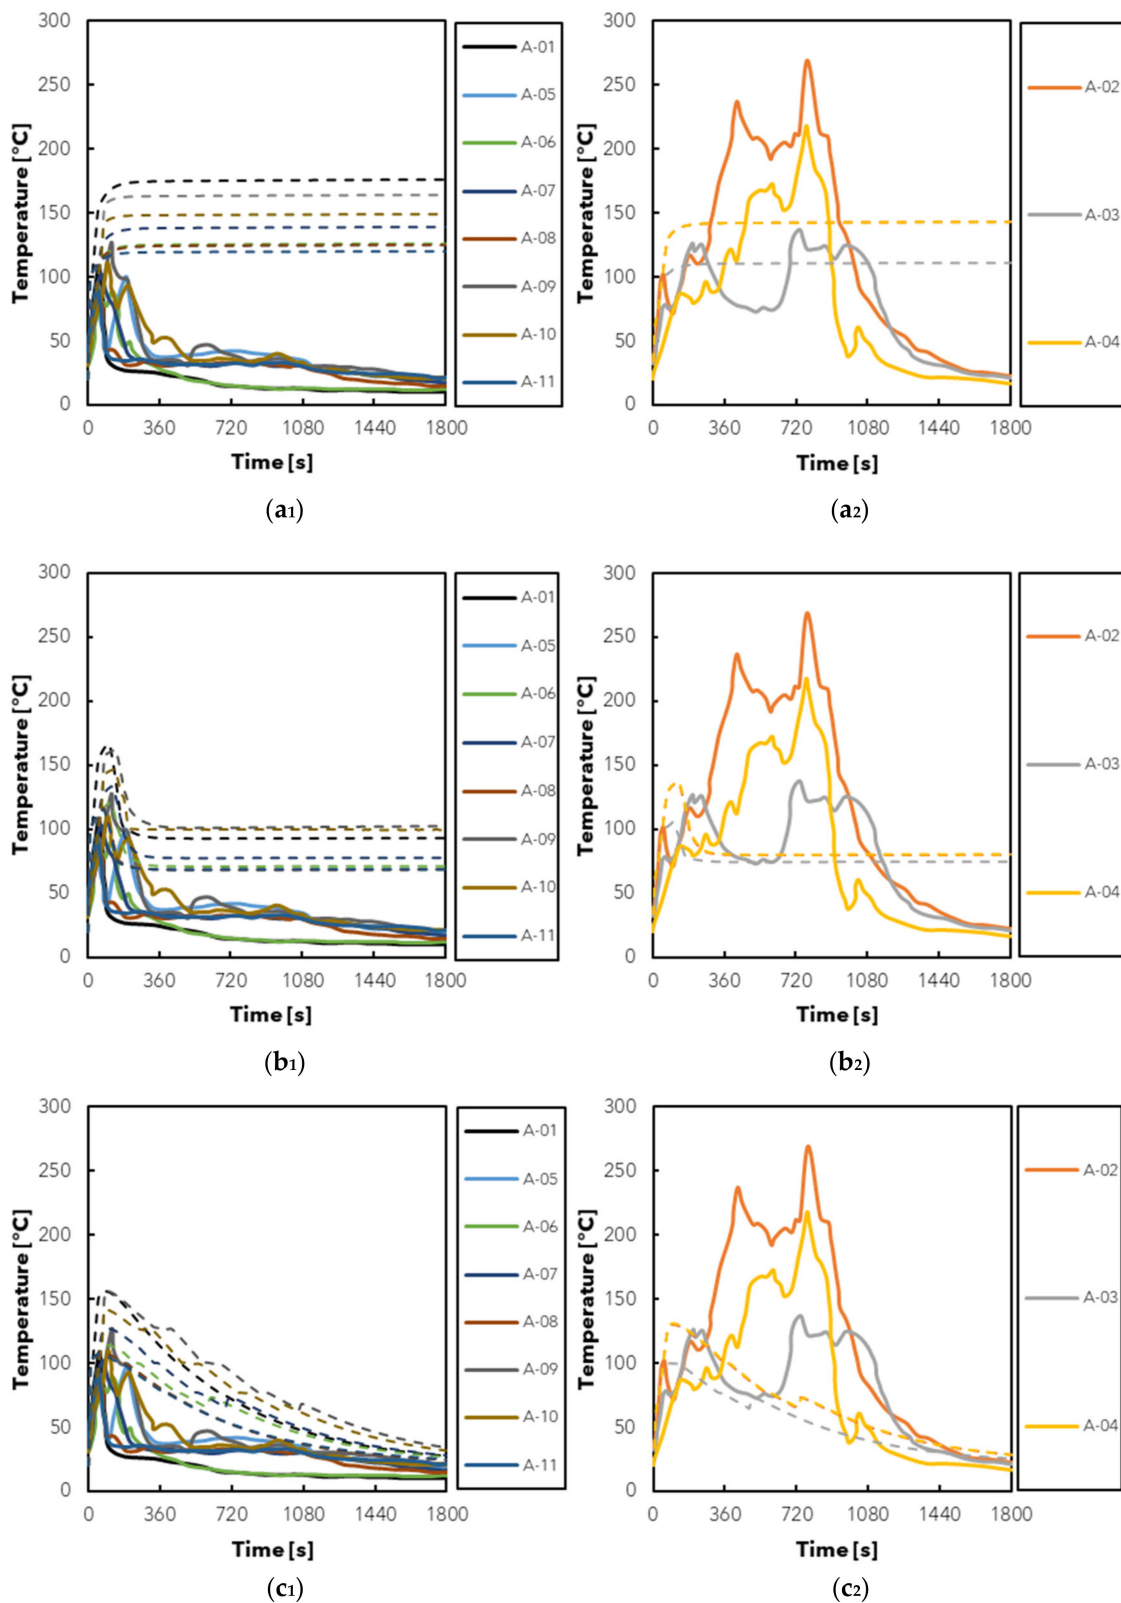 300
250
200
150
100
50
0
Temperature [°C]
0 360 720 1080 1440 1800
Time [s]
A-01
A-05
A-06
A-07
A-08
A-09
A-10
A-11
(a1)
300
250
200
150
100
50
0
Temperature [°C]
0 360 720 1080 1440 1800
Time [s]
A-02
A-03
A-04
(a2)
300
250
200
150
100
50
0
Temperature [°C]
0 360 720 1080 1440 1800
Time [s]
A-01
A-05
A-06
A-07
A-08
A-09
A-10
A-11
(b1)
300
250
200
150
100
50
0
Temperature [°C]
0 360 720 1080 1440 1800
Time [s]
A-02
A-03
A-04
(b2)
300
250
200
150
100
50
0
Temperature [°C]
0 360 720 1080 1440 1800
Time [s]
A-01
A-05
A-06
A-07
A-08
A-09
A-10
A-11
(c1)
300
250
200
150
100
50
0
Temperature [°C]
0 360 720 1080 1440 1800
Time [s]
A-02
A-03
A-04
(c2)